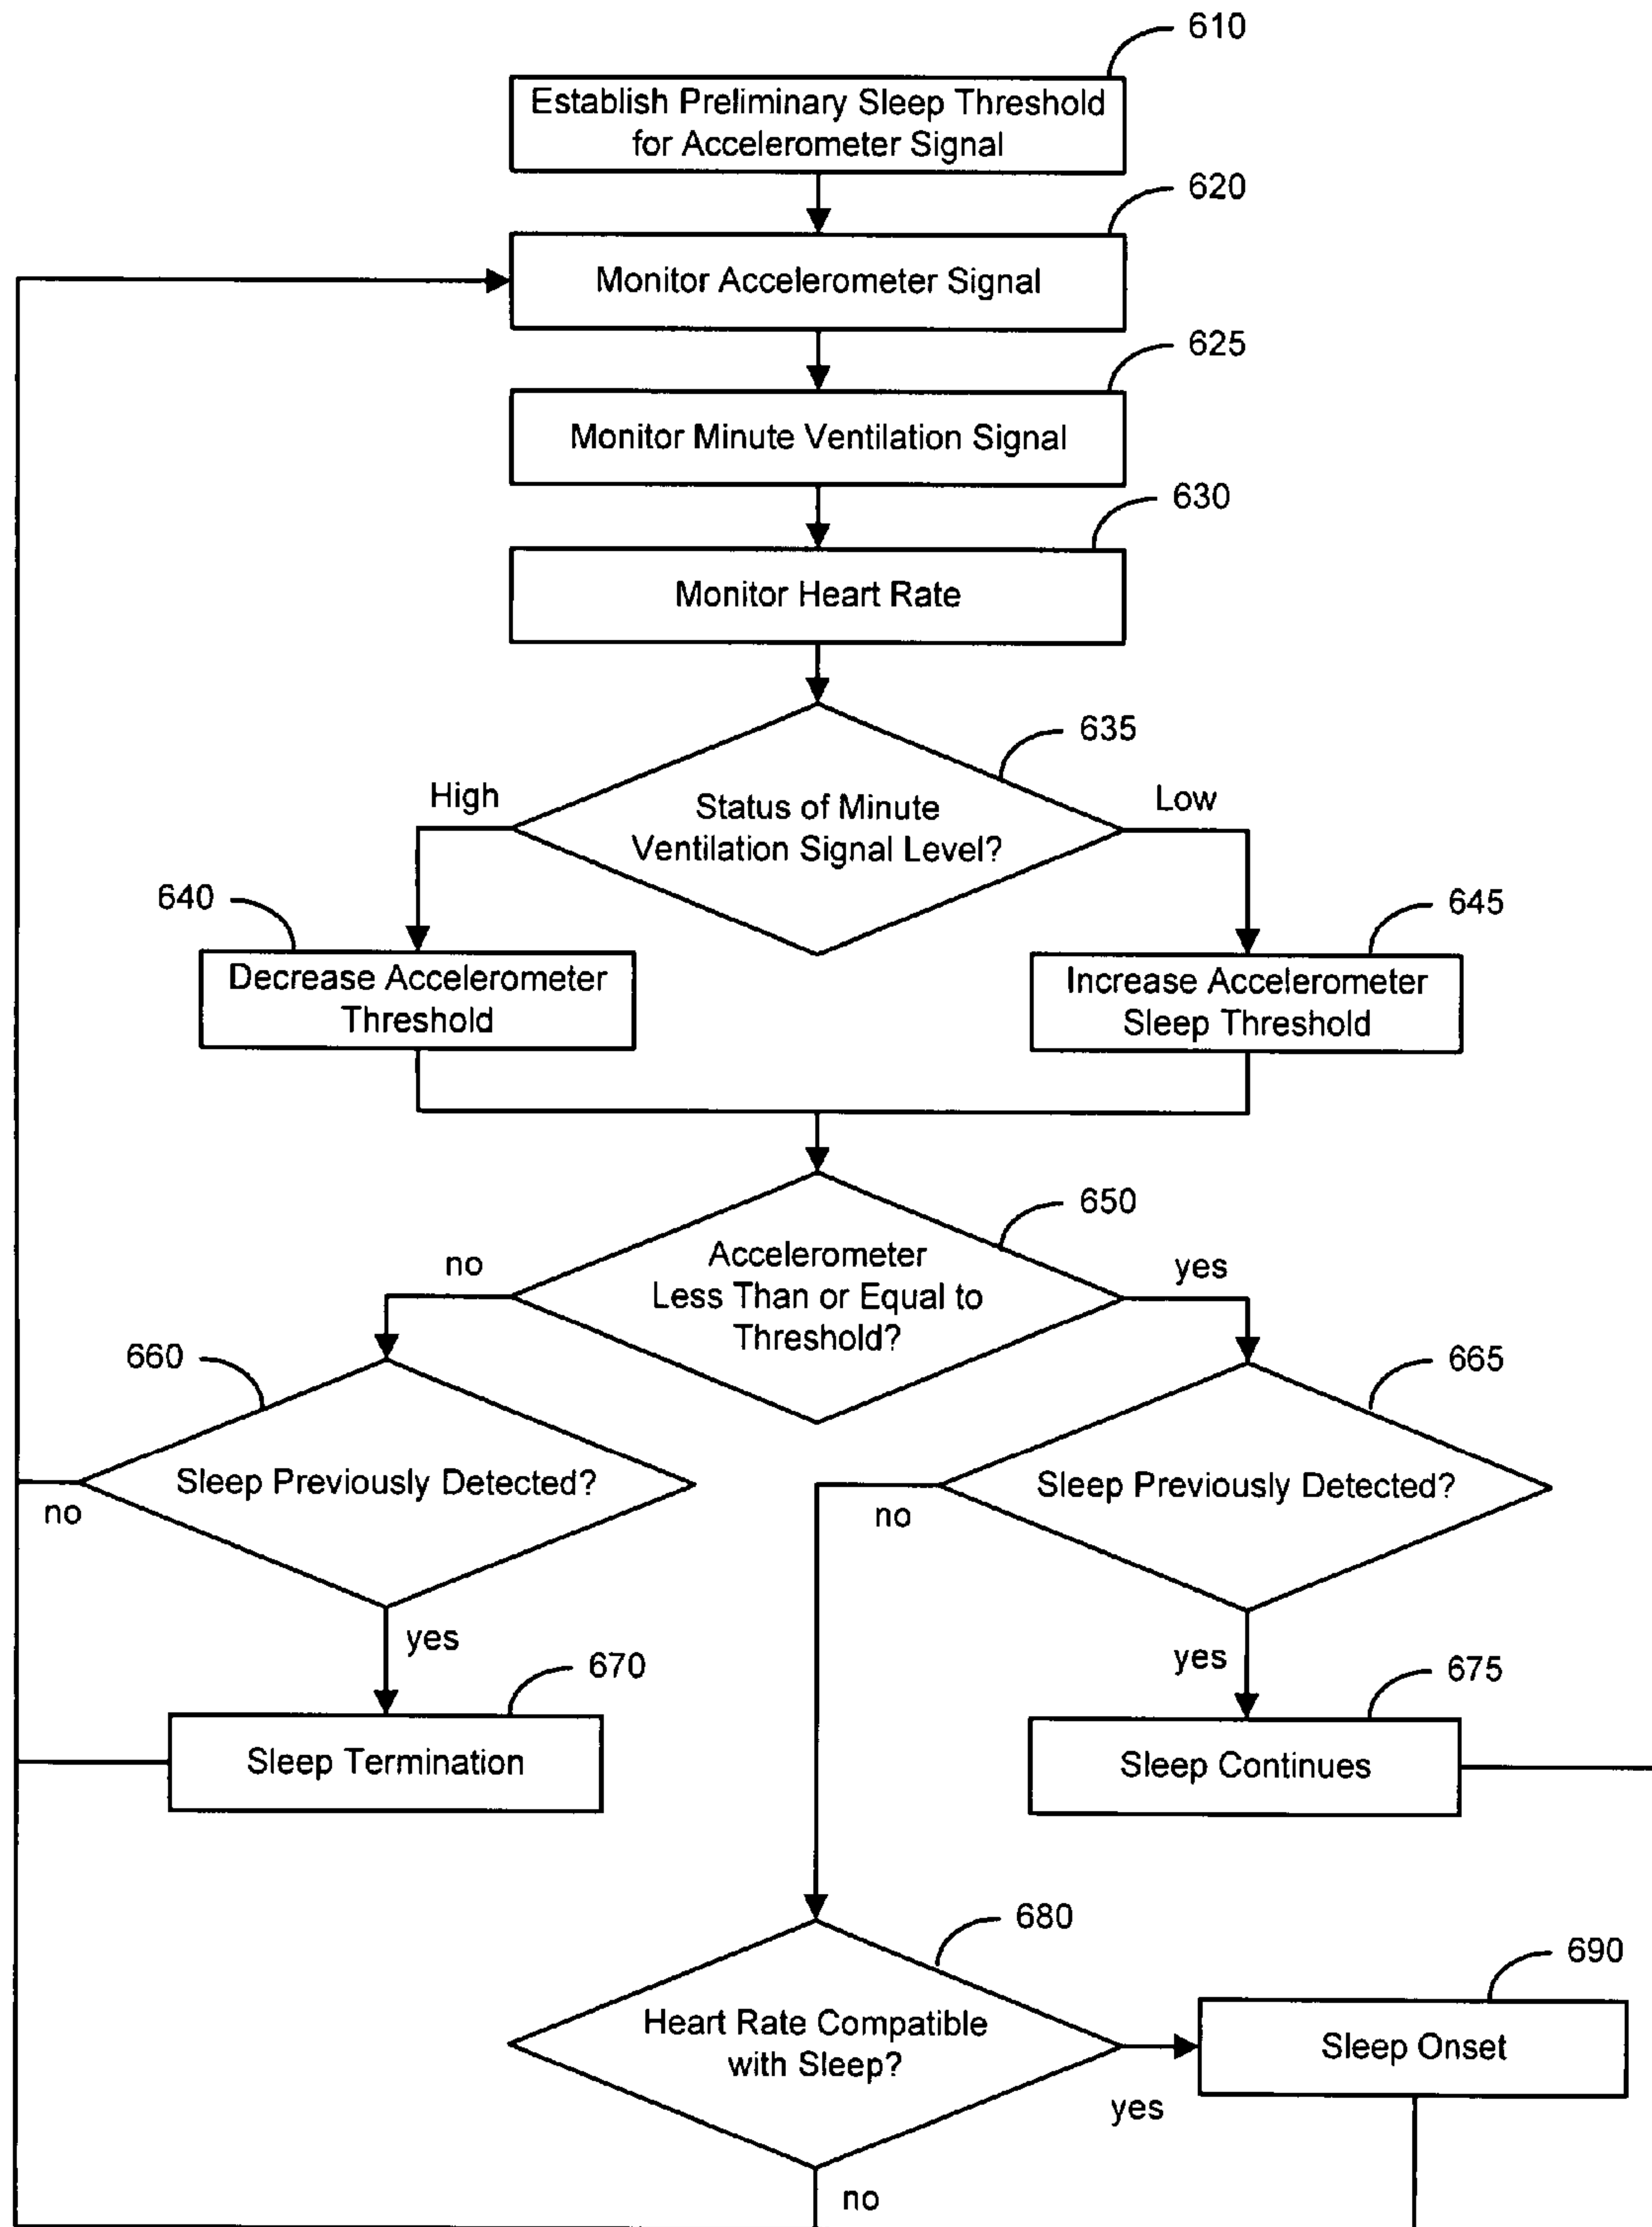 610
Establish Preliminary Sleep Threshold
for Accelerometer Signal
620
Monitor Accelerometer Signal
625
Monitor Minute Ventilation Signal
630
Monitor Heart Rate
635
High
Status of Minute
Ventilation Signal Level?
Low
640
Decrease Accelerometer
Threshold
645
Increase Accelerometer
Sleep Threshold
650
no
Accelerometer
Less Than or Equal to
Threshold?
yes
660
Sleep Previously Detected?
no
665
Sleep Previously Detected?
no
yes
670
Sleep Termination
yes
675
Sleep Continues
680
Heart Rate Compatible
with Sleep?
yes
690
Sleep Onset
no